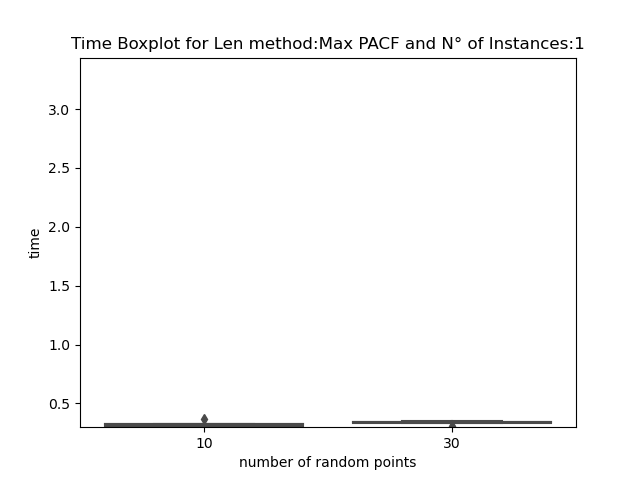 Time Boxplot for Len method:Max PACF and N° of Instances:1
3.0
2.5
2.0
1.5
1.0
0.5
time
10 30
number of random points